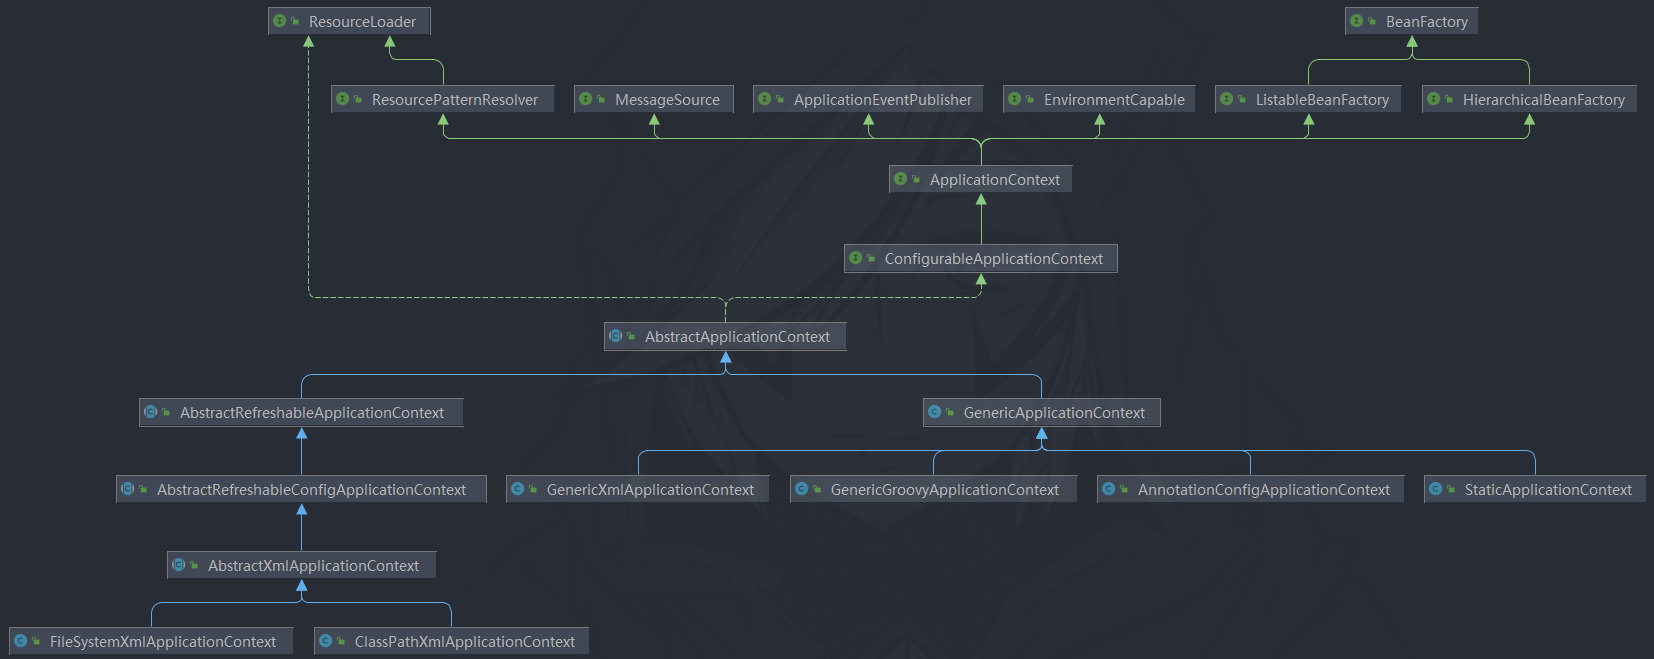 ResourceLoader
BeanFactory
ResourcePatternResolver
MessageSource
ApplicationEventPublisher
EnvironmentCapable
ListableBeanFactory
HierarchicalBeanFactory
ApplicationContext
ConfigurableApplicationContext
AbstractApplicationContext
AbstractRefreshableApplicationContext
GenericApplicationContext
AbstractRefreshableConfigApplicationContext
GenericXmlApplicationContext
GenericGroovyApplicationContext
AnnotationConfigApplicationContext
StaticApplicationContext
AbstractXmlApplicationContext
FileSystemXmlApplicationContext
ClassPathXmlApplicationContext